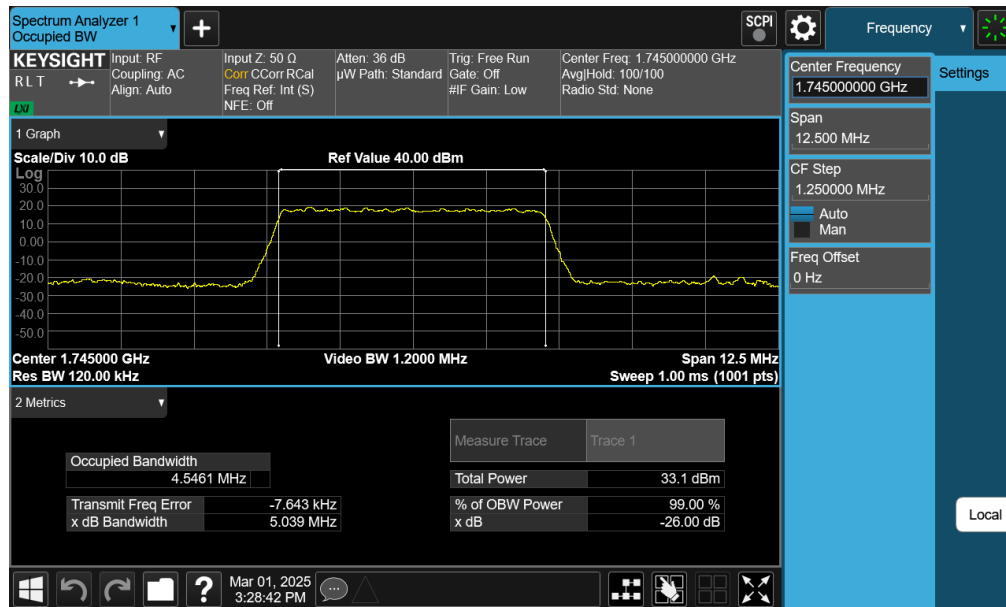 Spectrum Analyzer 1
Occupied BW
SCPI
Frequency
KEYSIGHT
RLT
LXI
Input: RF
Coupling: AC
Align: Auto
Input Z: 50 Ω
Corr CCorr RCal
Freq Ref: Int (S)
NFE: Off
Atten: 36 dB
µW Path: Standard
Trig: Free Run
Gate: Off
#IF Gain: Low
Center Freq: 1.745000000 GHz
Avg|Hold: 100/100
Radio Std: None
Center Frequency
1.745000000 GHz
Settings
Span
12.500 MHz
CF Step
1.250000 MHz
Auto
Man
Freq Offset
0 Hz
Local
1 Graph
Scale/Div 10.0 dB
Ref Value 40.00 dBm
Log
30.0
20.0
10.0
0.00
-10.0
-20.0
-30.0
-40.0
-50.0
Center 1.745000 GHz
Video BW 1.2000 MHz
Span 12.5 MHz
Res BW 120.00 kHz
Sweep 1.00 ms (1001 pts)
2 Metrics
Measure Trace
Trace 1
Occupied Bandwidth
4.5461 MHz
Total Power
33.1 dBm
Transmit Freq Error
-7.643 kHz
% of OBW Power
99.00 %
x dB Bandwidth
5.039 MHz
x dB
-26.00 dB
?
Mar 01, 2025
3:28:42 PM